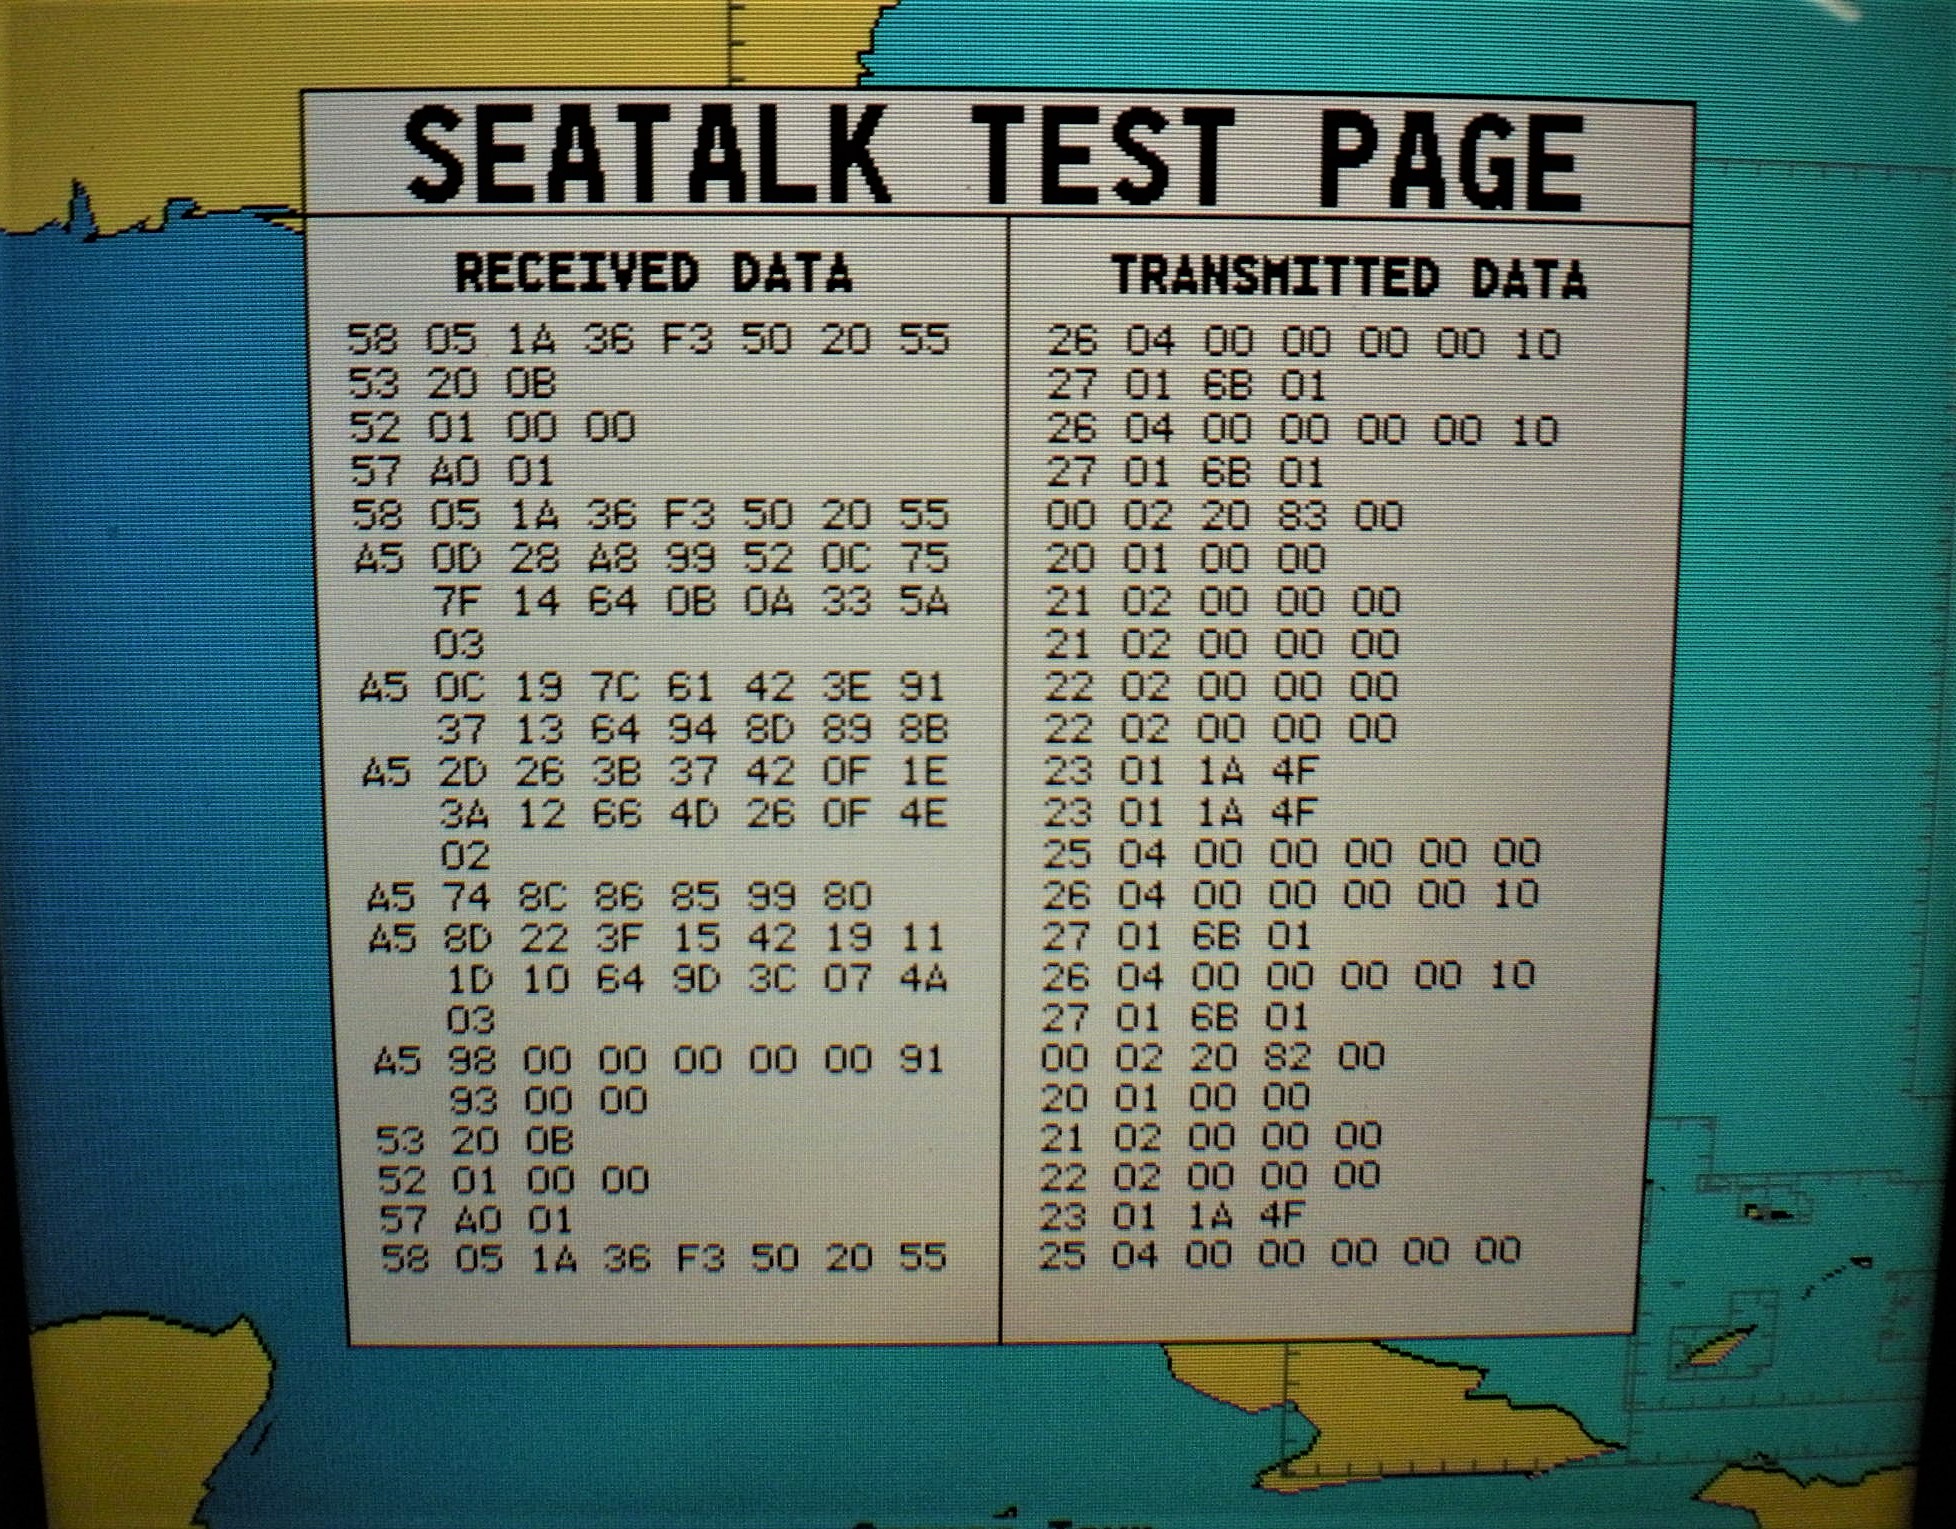 SEATALK TEST PAGE
RECEIVED DATA
58 05 1A 36 F3 50 20 55
53 20 0B
52 01 00 00
57 A0 01
58 05 1A 36 F3 50 20 55
A5 0D 28 A8 99 52 0C 75
7F 14 64 0B 0A 33 5A
03
A5 0C 19 7C 61 42 3E 91
37 13 64 94 8D 89 8B
A5 2D 26 3B 37 42 0F 1E
3A 12 66 4D 26 0F 4E
02
A5 74 8C 86 85 99 80
A5 8D 22 3F 15 42 19 11
1D 10 64 9D 3C 07 4A
03
A5 98 00 00 00 00 00 91
93 00 00
53 20 0B
52 01 00 00
57 A0 01
58 05 1A 36 F3 50 20 55
TRANSMITTED DATA
26 04 00 00 00 00 10
27 01 6B 01
26 04 00 00 00 00 10
27 01 6B 01
00 02 20 83 00
20 01 00 00
21 02 00 00 00
21 02 00 00 00
22 02 00 00 00
22 02 00 00 00
23 01 1A 4F
23 01 1A 4F
25 04 00 00 00 00 00
26 04 00 00 00 00 10
27 01 6B 01
26 04 00 00 00 00 10
27 01 6B 01
00 02 20 82 00
20 01 00 00
21 02 00 00 00
22 02 00 00 00
23 01 1A 4F
25 04 00 00 00 00 00